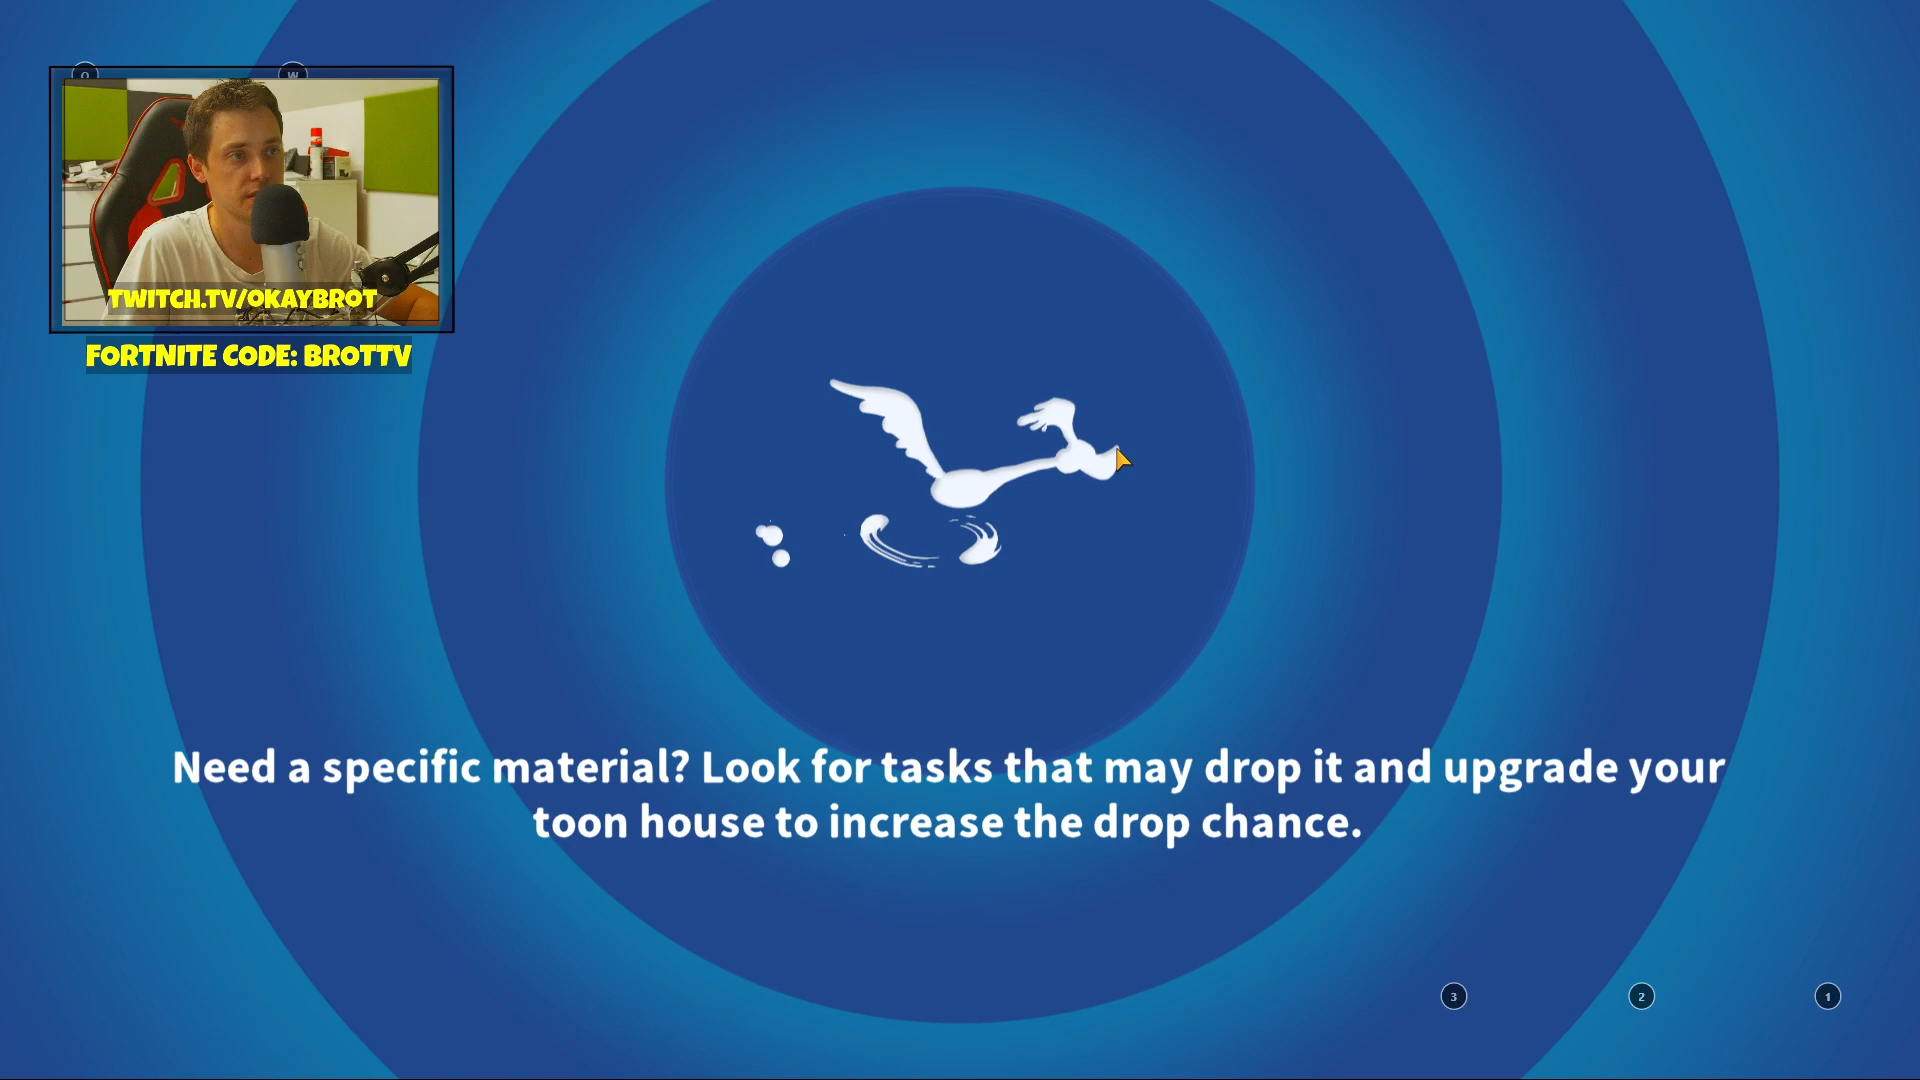 Q
W
TWITCH.TV/OKAYBROT
FORTNITE CODE: BROTTV
Need a specific material? Look for tasks that may drop it and upgrade your
toon house to increase the drop chance.
3
2
1